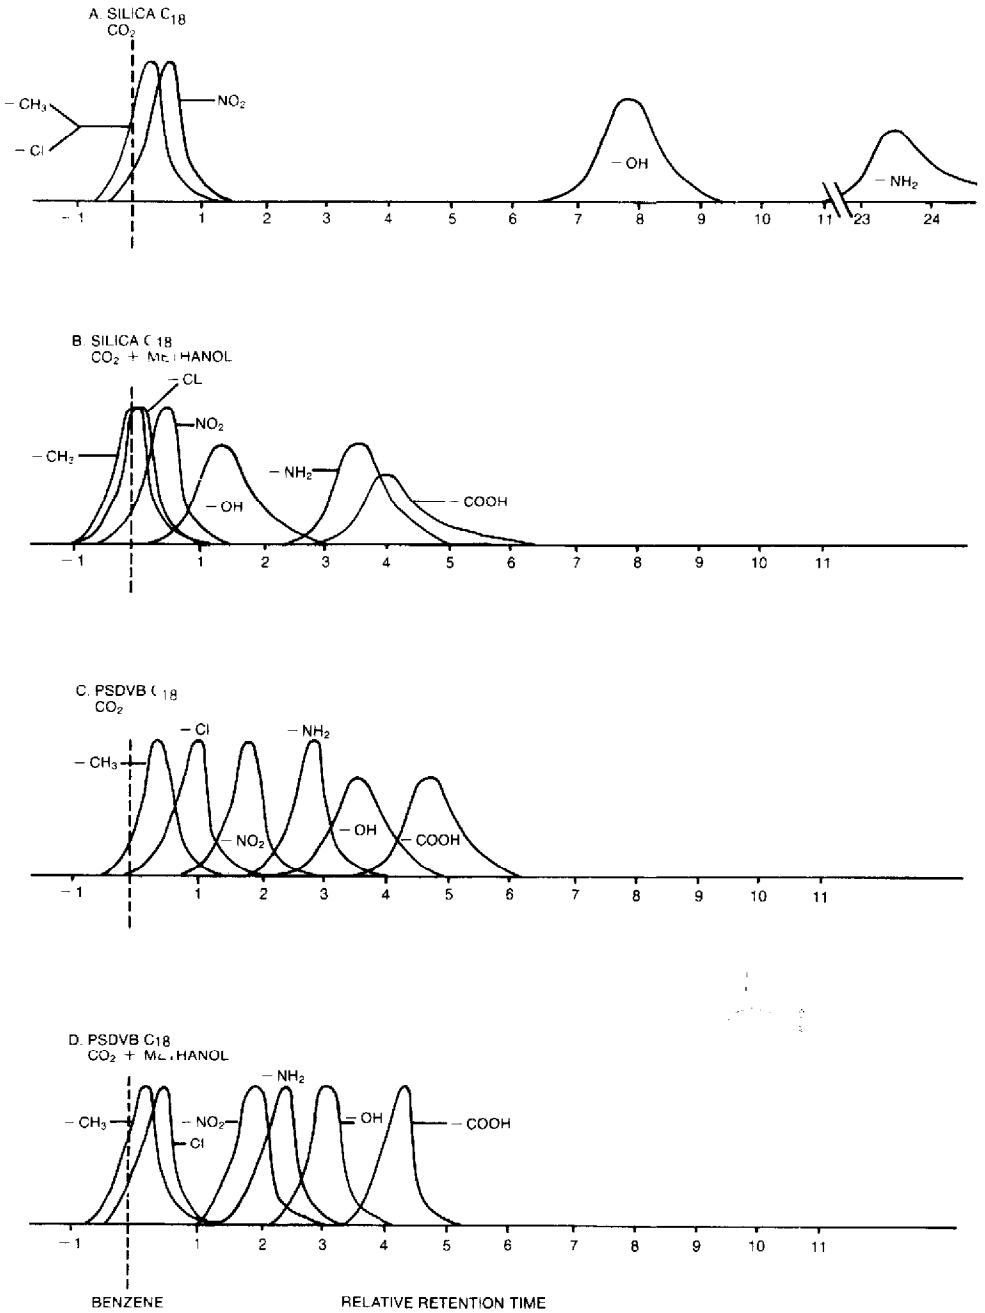 A. SILICA C18
CO2
– CH3
– Cl
NO2
– OH
– NH2
– 1 1 2 3 4 5 6 7 8 9 10 11 23 24
B. SILICA C18
CO2 + METHANOL
– CL
NO2
– CH3
– NH2
– COOH
– OH
– 1 1 2 3 4 5 6 7 8 9 10 11
C. PSDVB C18
CO2
– Cl
– NH2
– CH3
– OH
– NO2
– COOH
– 1 1 2 3 4 5 6 7 8 9 10 11
D. PSDVB C18
CO2 + METHANOL
– NH2
– CH3
– NO2
– OH
– COOH
Cl
– 1 1 2 3 4 5 6 7 8 9 10 11
BENZENE RELATIVE RETENTION TIME